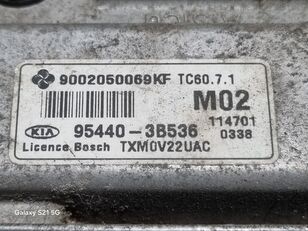 9002050069KF TC60.7.1
M02
KIA 95440-3B536
114701
0338
Licence Bosch TXM0V22UAC
Galaxy S21 5G